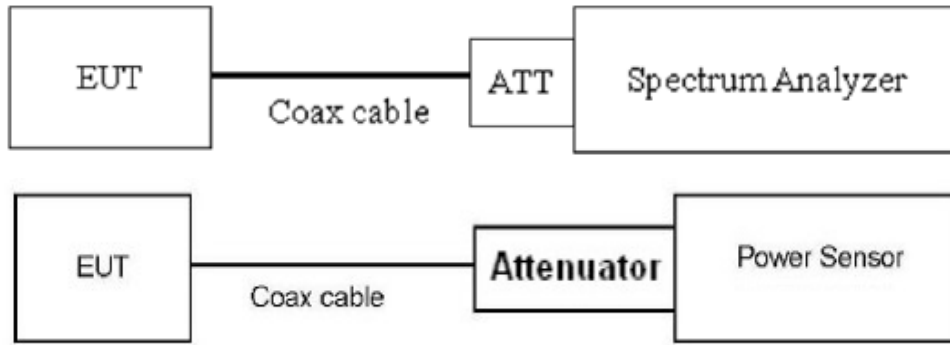 EUT
Coax cable
ATT
Spectrum Analyzer
EUT
Coax cable
Attenuator
Power Sensor